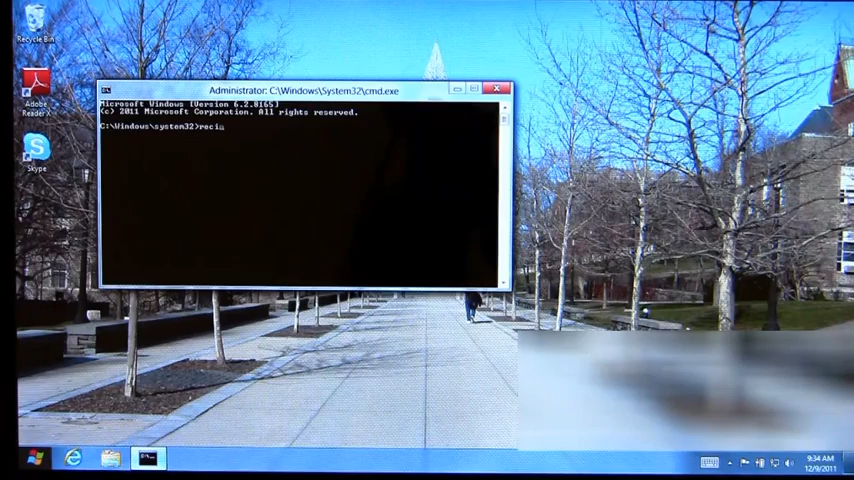 Recycle Bin
Adobe
Reader X
Skype
Administrator: C:\Windows\System32\cmd.exe
Microsoft Windows [Version 6.2.8165]
(c) 2011 Microsoft Corporation. All rights reserved.
C:\Windows\system32>reci
9:34 AM
12/9/2011